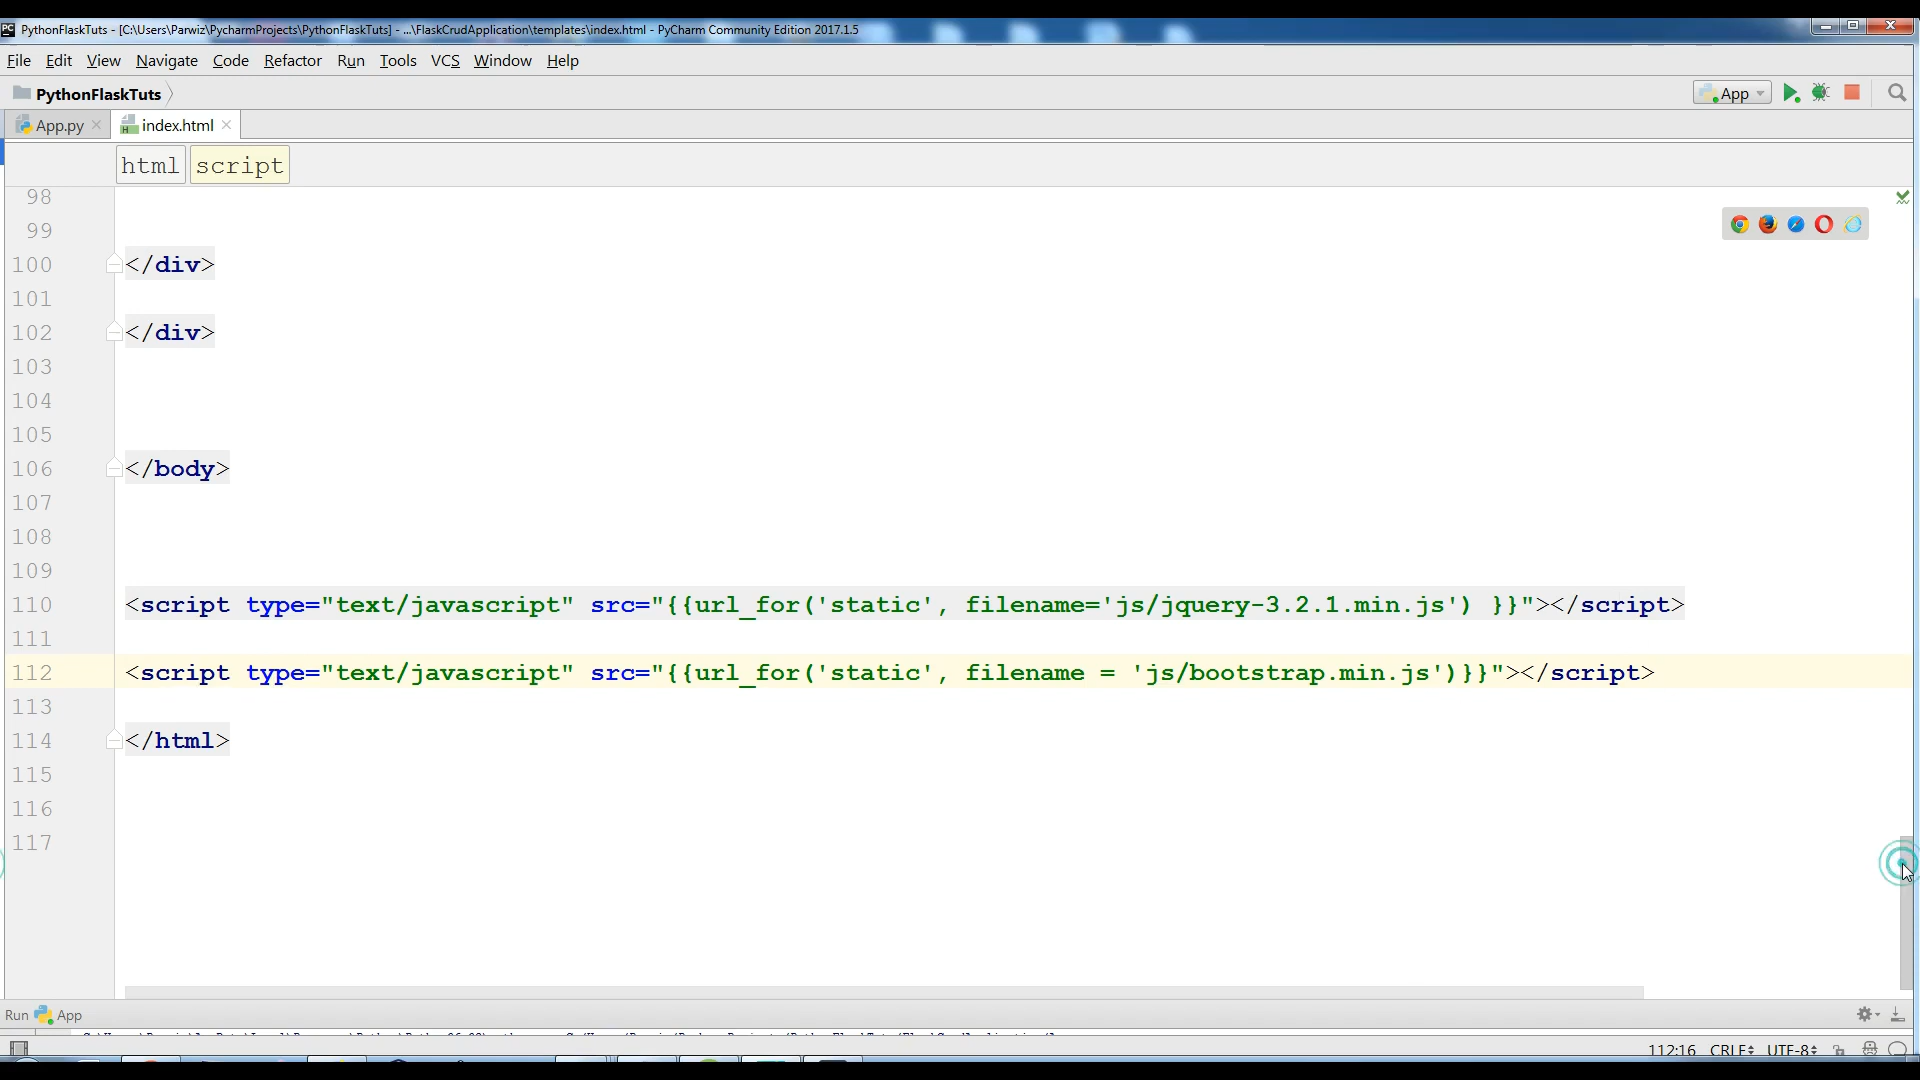 PC PythonFlaskTuts - [C:\Users\Parwiz\PycharmProjects\PythonFlaskTuts] - ...\FlaskCrudApplication\templates\index.html - PyCharm Community Edition 2017.1.5
File Edit View Navigate Code Refactor Run Tools VCS Window Help
PythonFlaskTuts
App
App.py
index.html
html script
98
99
100 </div>
101
102 </div>
103
104
105
106 </body>
107
108
109
110 <script type="text/javascript" src="{{url_for('static', filename='js/jquery-3.2.1.min.js') }}"></script>
111
112 <script type="text/javascript" src="{{url_for('static', filename = 'js/bootstrap.min.js')}}"></script>
113
114 </html>
115
116
117
Run App
112:16 CRLF UTF-8